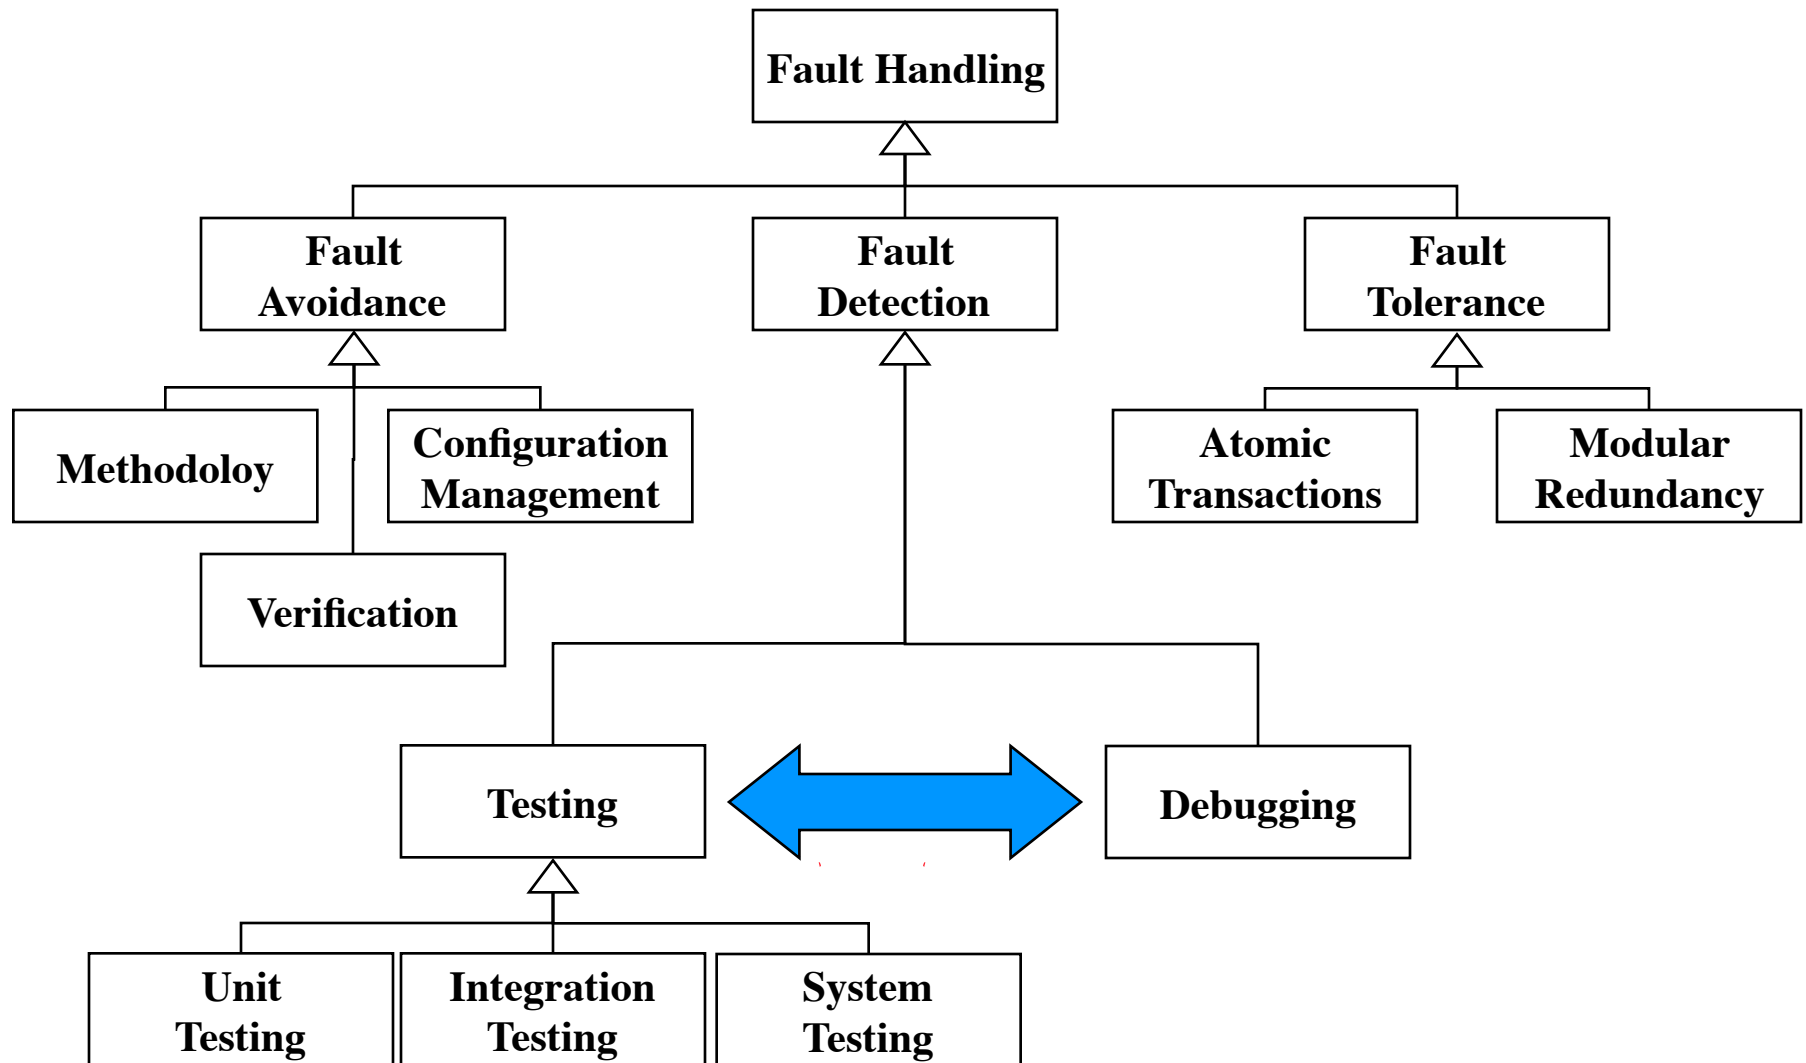 Fault Handling
Fault
Avoidance
Fault
Detection
Fault
Tolerance
Methodoloy
Configuration
Management
Atomic
Transactions
Modular
Redundancy
Verification
Testing
Debugging
Unit
Testing
Integration
Testing
System
Testing